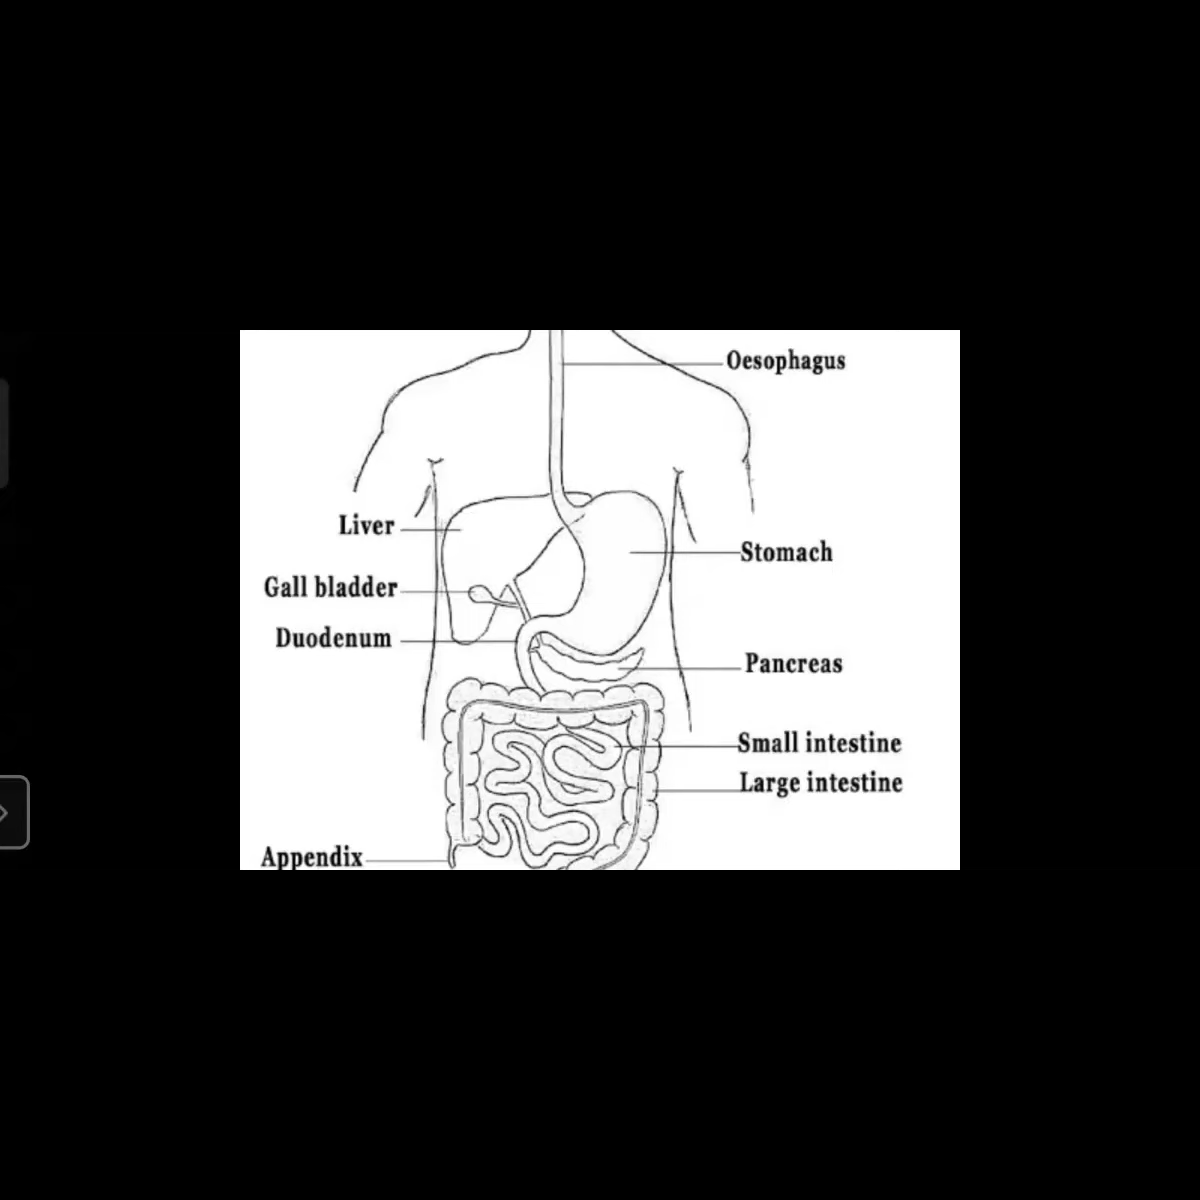 Oesophagus
Liver
Stomach
Gall bladder
Duodenum
Pancreas
Small intestine
Large intestine
Appendix